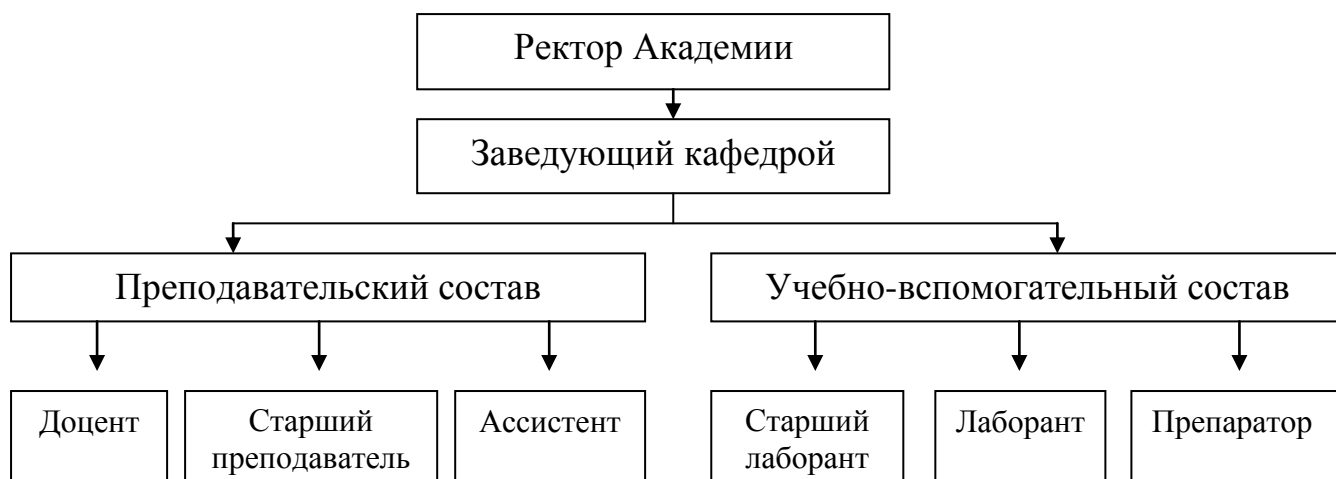 Ректор Академии
Заведующий кафедрой
Преподавательский состав
Учебно-вспомогательный состав
Доцент
Старший
преподаватель
Ассистент
Старший
лаборант
Лаборант
Препаратор